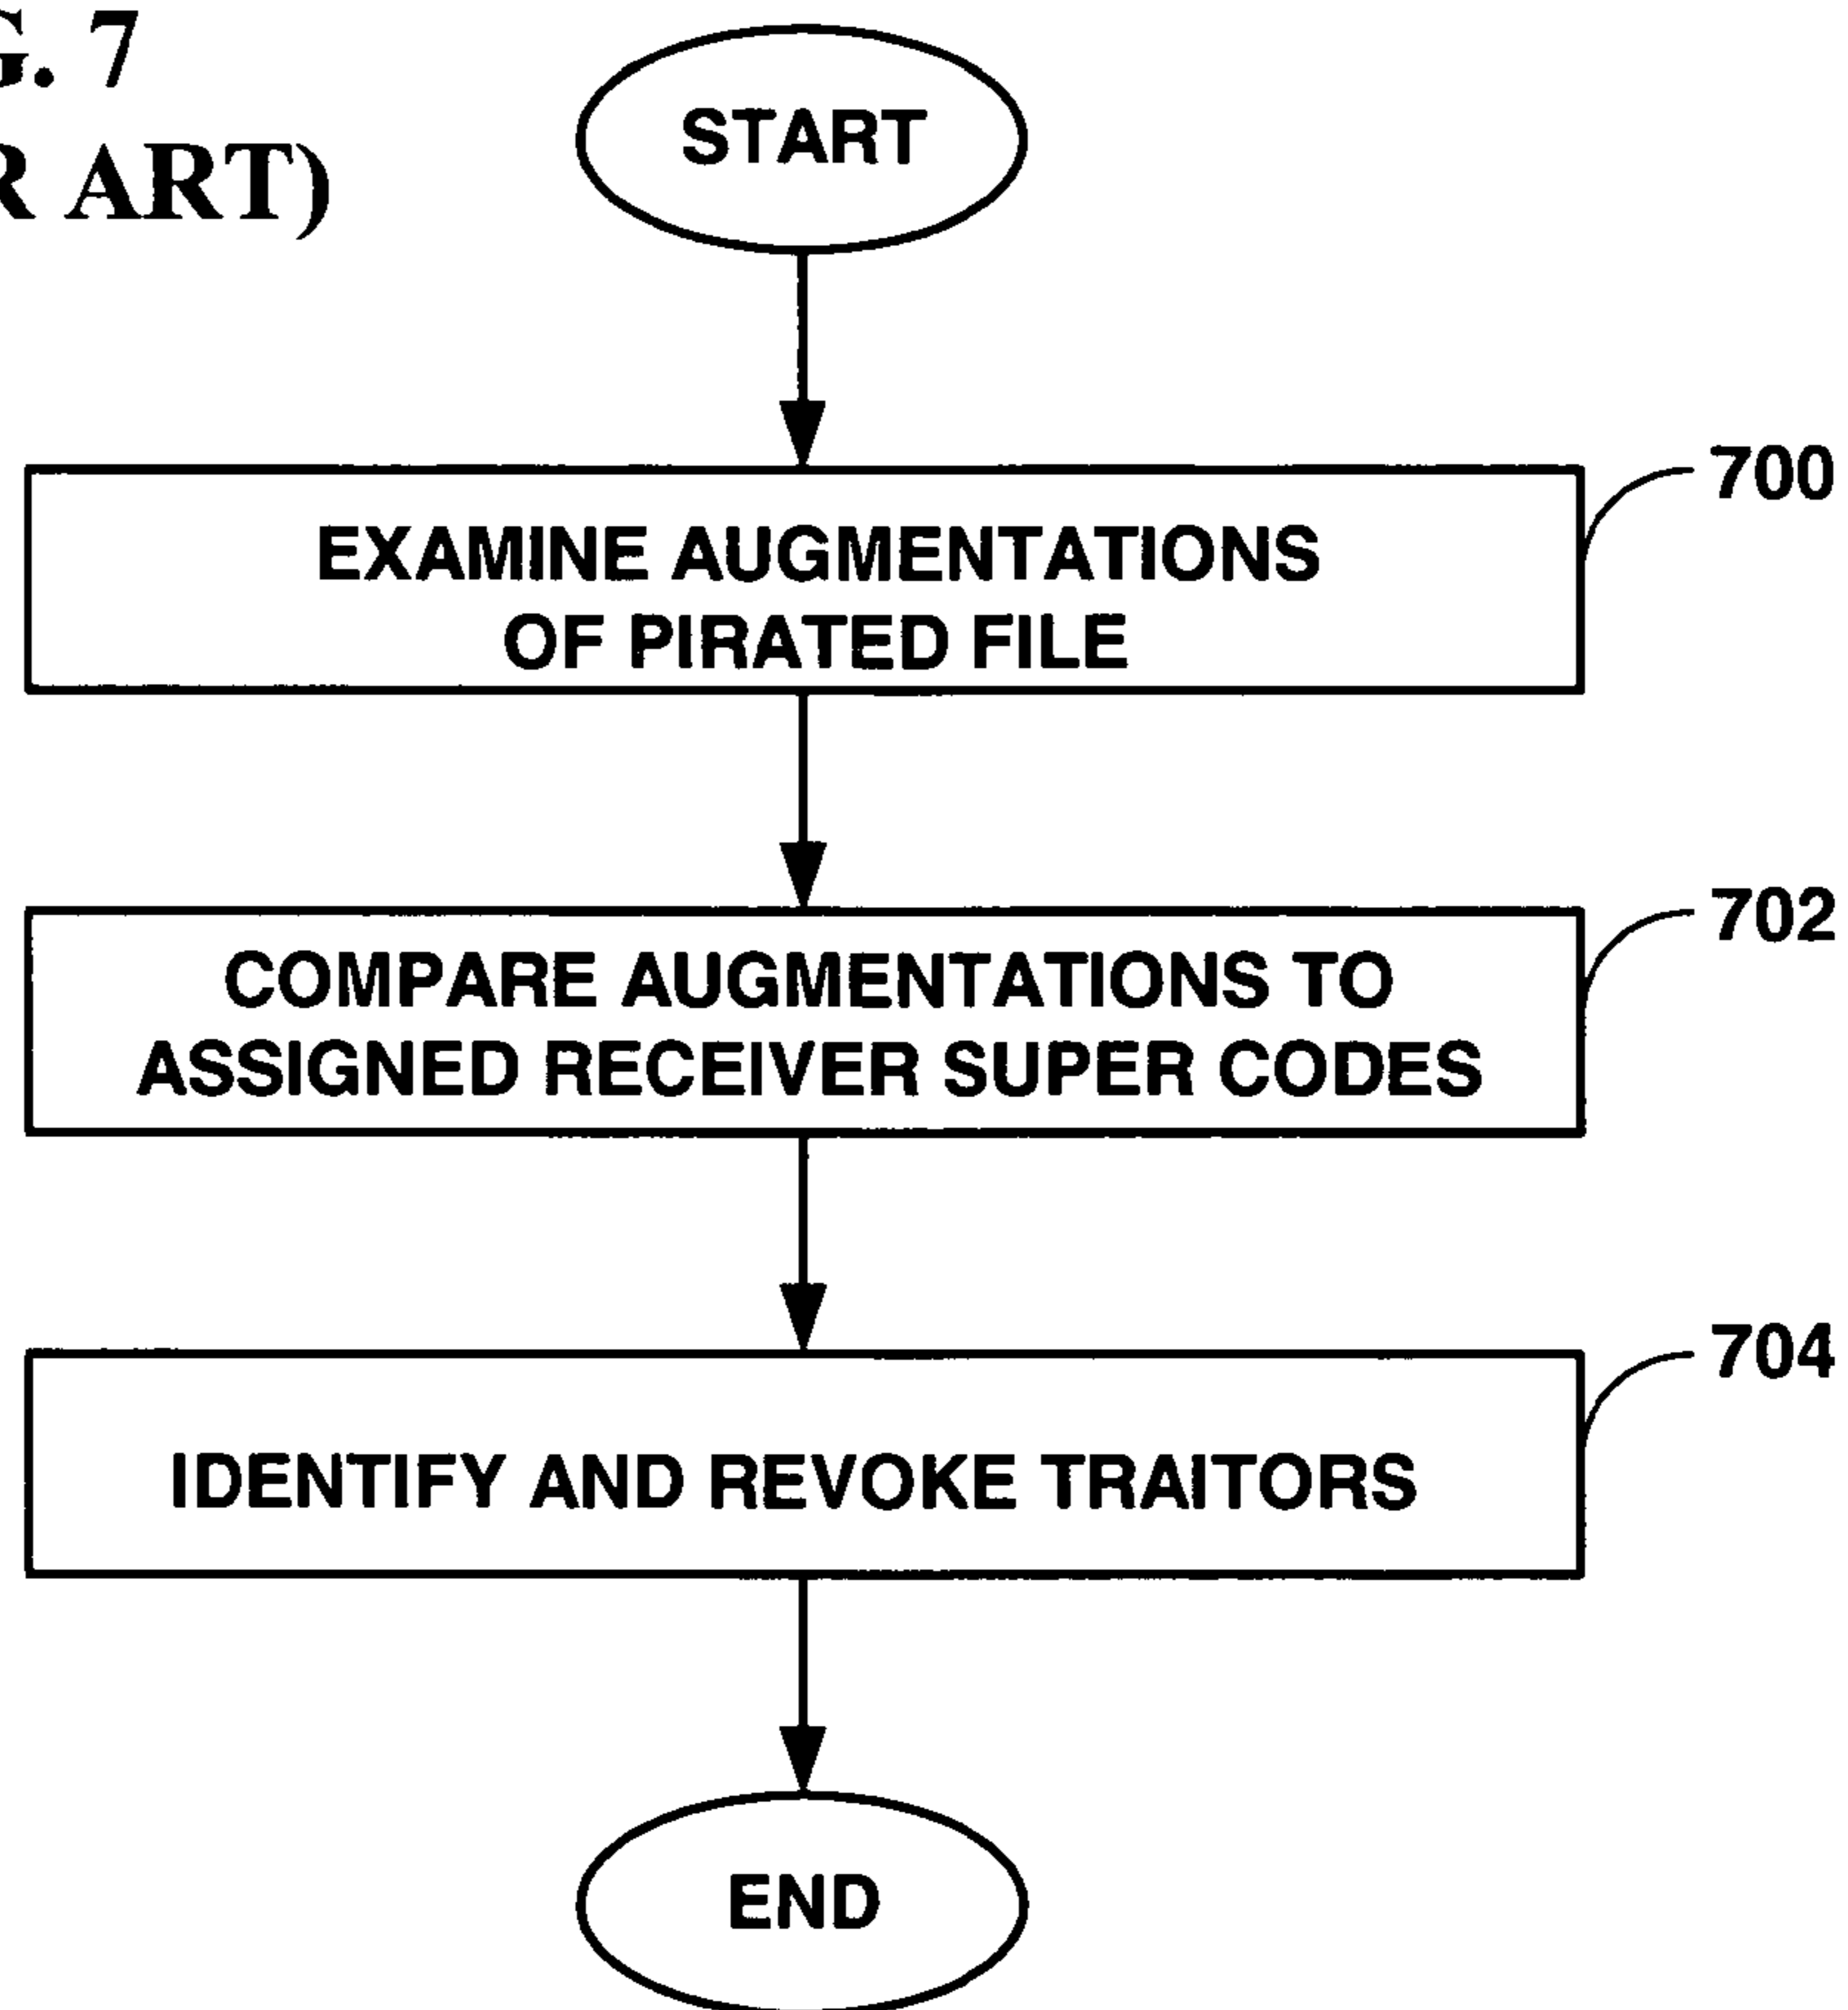 G. 7
R ART)
START
700
EXAMINE AUGMENTATIONS
OF PIRATED FILE
702
COMPARE AUGMENTATIONS TO
ASSIGNED RECEIVER SUPER CODES
704
IDENTIFY AND REVOKE TRAITORS
END